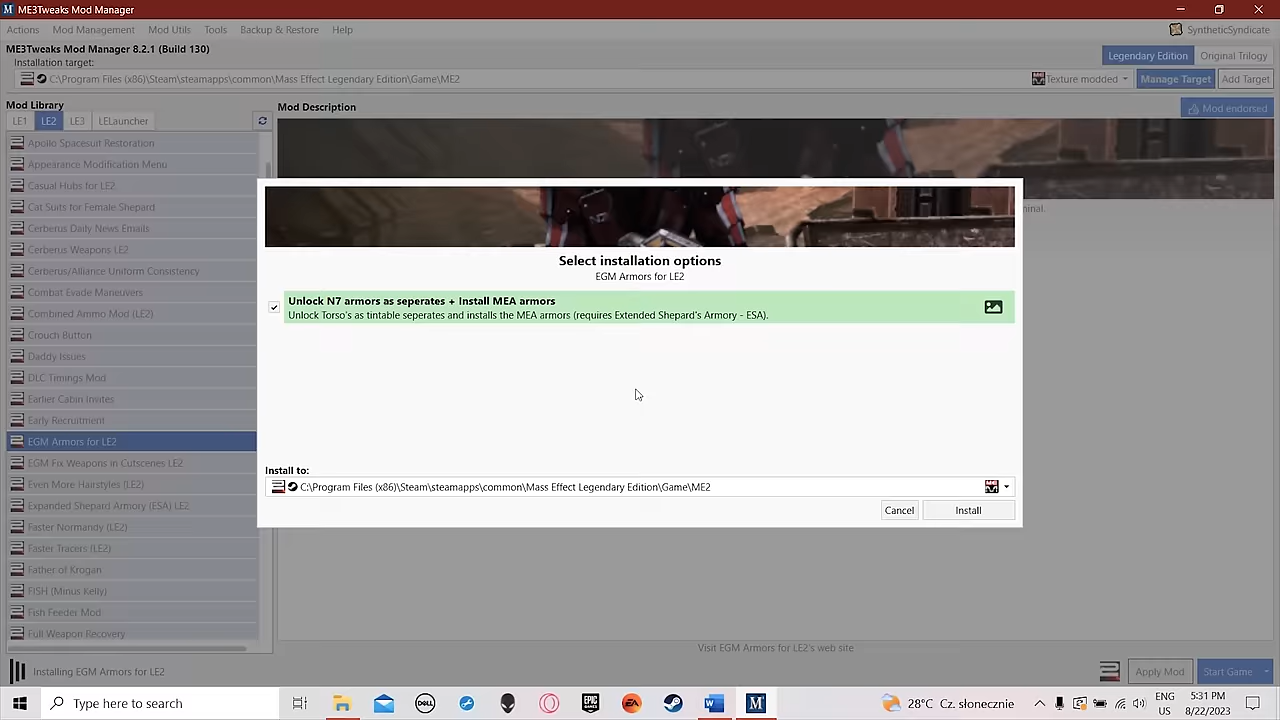 ME3Tweaks Mod Manager
Actions Mod Management Mod Utils Tools Backup & Restore Help
SyntheticSyndicate
ME3Tweaks Mod Manager 8.2.1 (Build 130)
Legendary Edition Original Trilogy
Installation target:
C:\Program Files (x86)\Steam\steamapps\common\Mass Effect Legendary Edition\Game\ME2
Texture modded Manage Target Add Target
Mod Library
LE1 LE2 LE3 LELauncher
Apollo Spacesuit Restoration
Appearance Modification Menu
Casual Hubs for LE2
Cat Suits for Female Shepard
Cerberus Daily News Emails
Cerberus Weapons LE2
Cerberus/Alliance Uniform Consistency
Combat Evade Maneuvers
Combined Ammo Mod (LE2)
Crouch Button
Daddy Issues
DLC Timings Mod
Earlier Cabin Invites
Early Recruitment
EGM Armors for LE2
EGM Fix Weapons in Cutscenes LE2
Even More Hairstyles (LE2)
Expanded Shepard Armory (ESA) LE2
Faster Normandy (LE2)
Faster Tracers (LE2)
Father of Krogan
FISH (Minus Kelly)
Fish Feeder Mod
Full Weapon Recovery
Mod Description
Mod endorsed
minal.
Select installation options
EGM Armors for LE2
Unlock N7 armors as seperates + Install MEA armors
Unlock Torso's as tintable seperates and installs the MEA armors (requires Extended Shepard's Armory - ESA).
Install to:
C:\Program Files (x86)\Steam\steamapps\common\Mass Effect Legendary Edition\Game\ME2
Cancel Install
Visit EGM Armors for LE2's web site
Installing EGM Armors for LE2
Apply Mod Start Game
Type here to search
DELL
EPIC GAMES
EA
W
M
28°C Cz. słonecznie
ENG
US
5:31 PM
8/22/2023